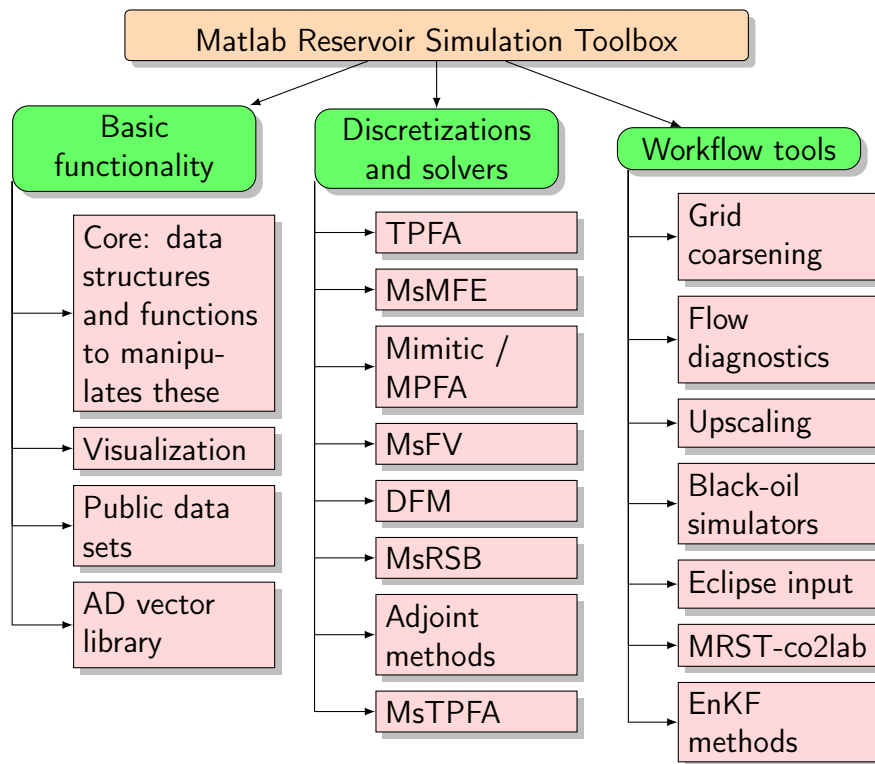 Matlab Reservoir Simulation Toolbox
Basic
functionality
Core: data
structures
and functions
to manipu-
lates these
Visualization
Public data
sets
AD vector
library
Discretizations
and solvers
TPFA
MsMFE
Mimitic /
MPFA
MsFV
DFM
MsRSB
Adjoint
methods
MsTPFA
Workflow tools
Grid
coarsening
Flow
diagnostics
Upscaling
Black-oil
simulators
Eclipse input
MRST-co2lab
EnKF
methods